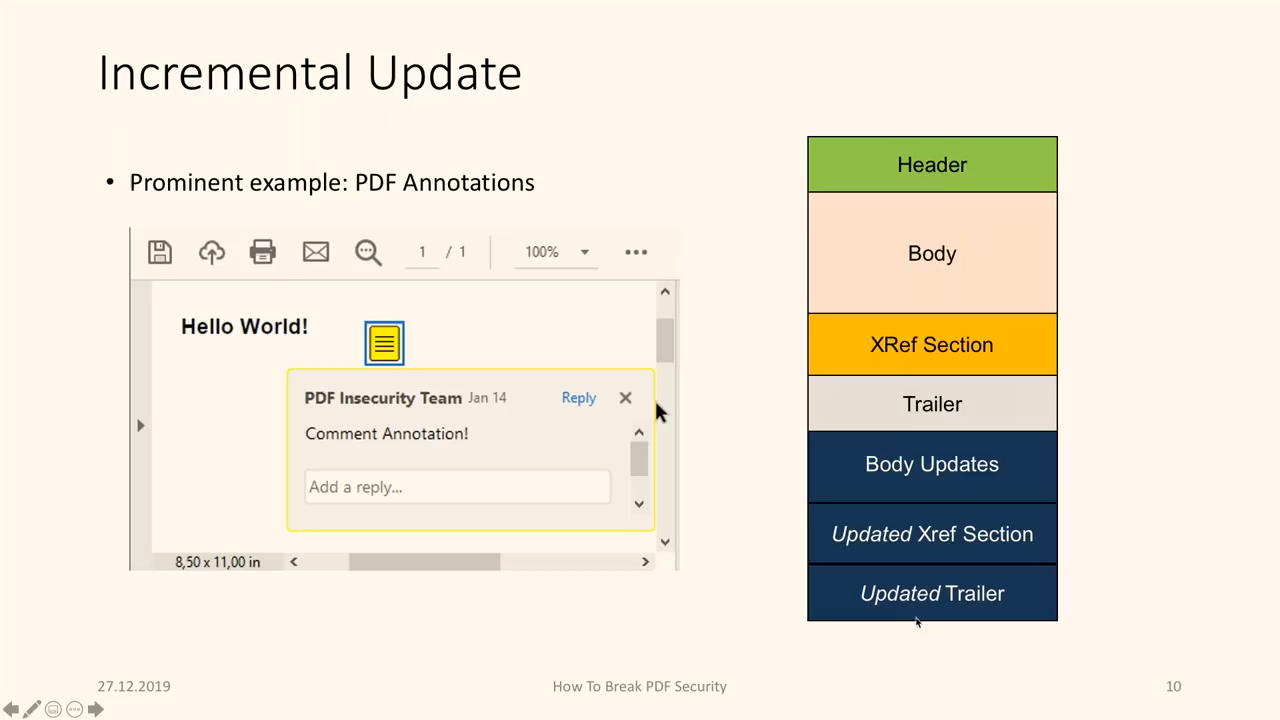 Incremental Update
• Prominent example: PDF Annotations
1 / 1 100%
Hello World!
PDF Insecurity Team Jan 14 Reply
Comment Annotation!
Add a reply...
8,50 x 11,00 in
Header
Body
XRef Section
Trailer
Body Updates
Updated Xref Section
Updated Trailer
27.12.2019
How To Break PDF Security
10